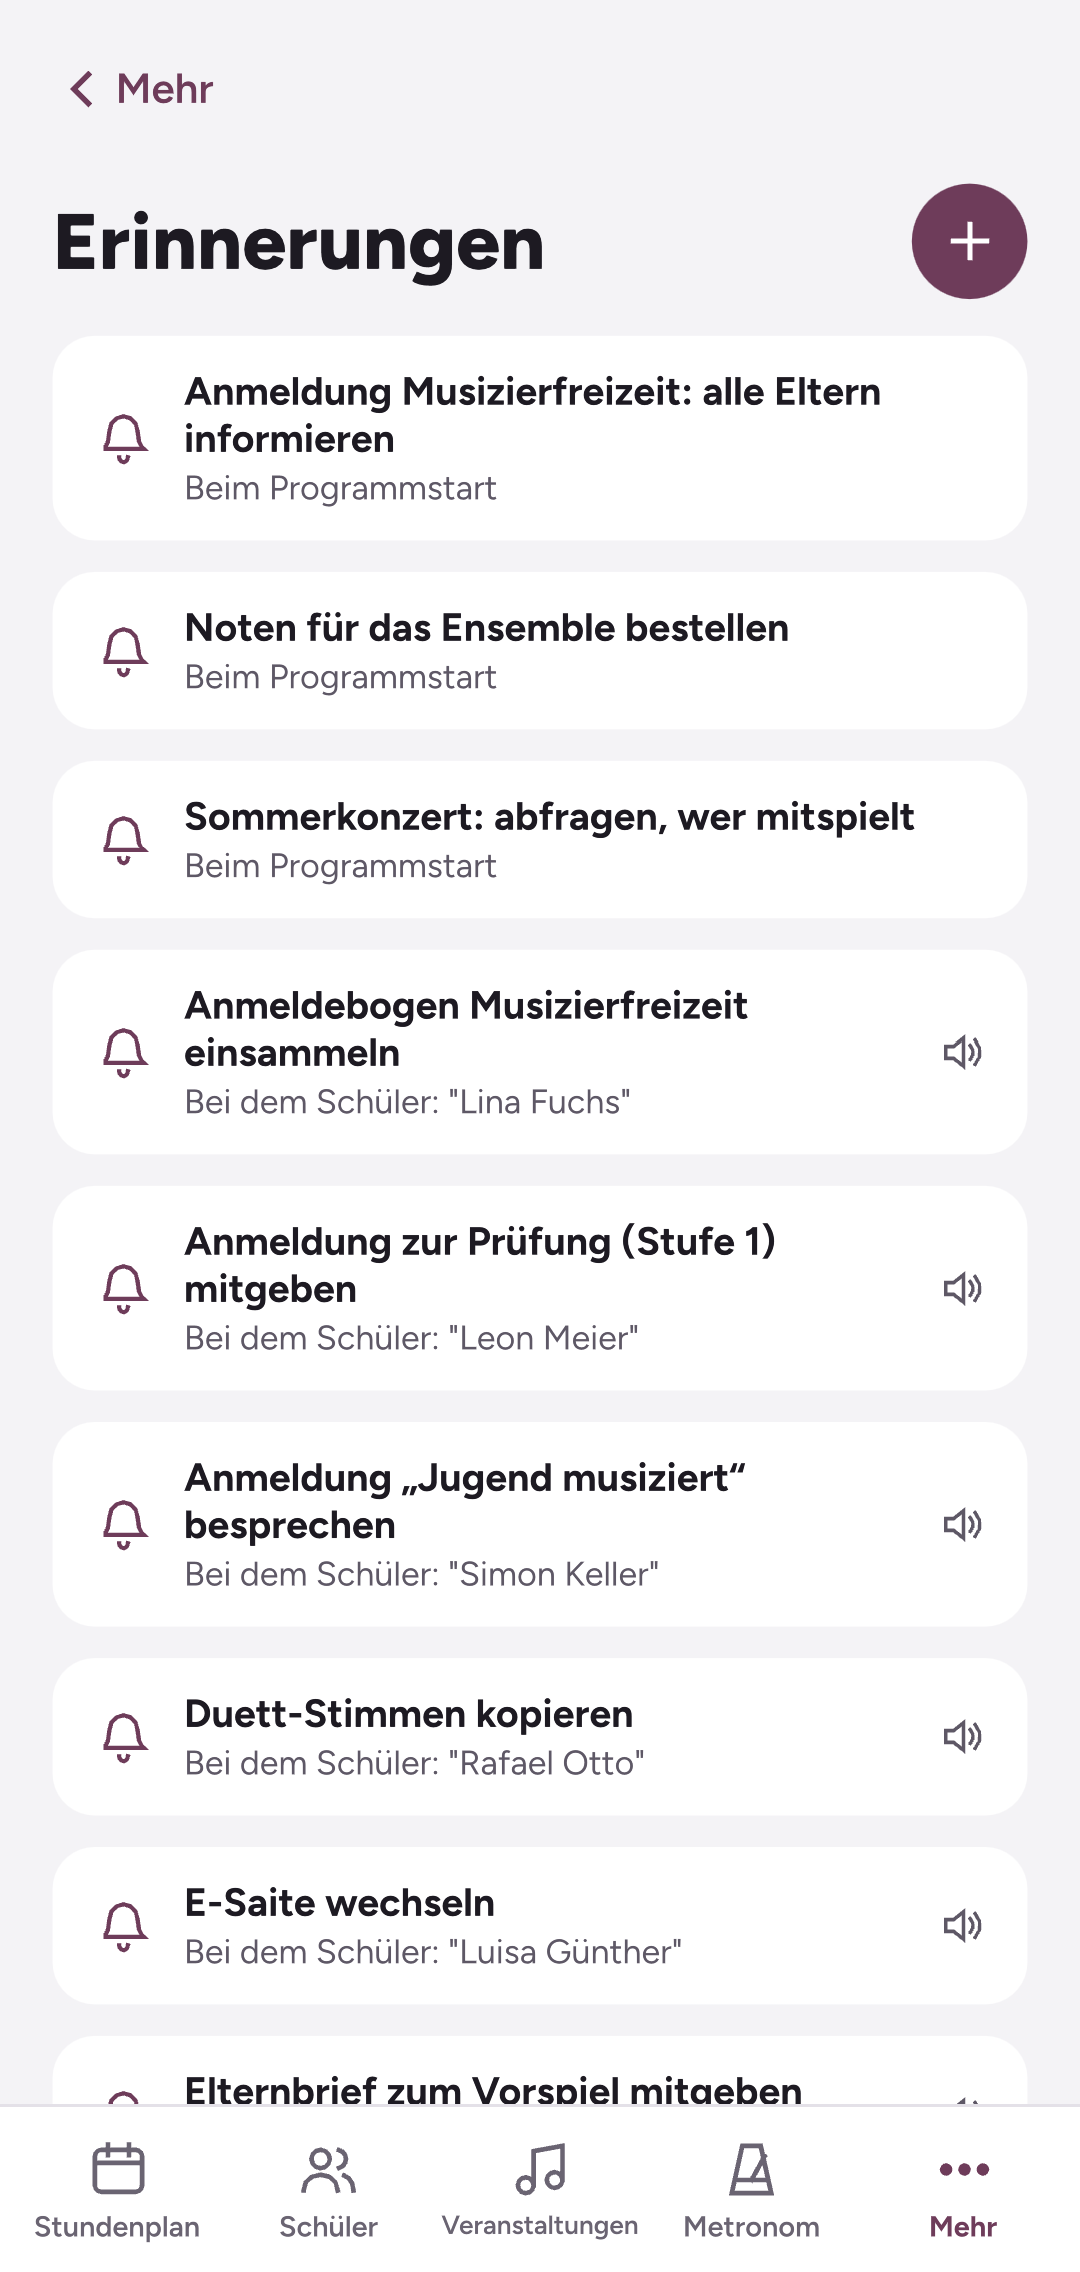 Mehr
Erinnerungen
Anmeldung Musizierfreizeit: alle Eltern
informieren
Beim Programmstart
Noten für das Ensemble bestellen
Beim Programmstart
Sommerkonzert: abfragen, wer mitspielt
Beim Programmstart
Anmeldebogen Musizierfreizeit
einsammeln
Bei dem Schüler: "Lina Fuchs"
Anmeldung zur Prüfung (Stufe 1)
mitgeben
Bei dem Schüler: "Leon Meier"
Anmeldung „Jugend musiziert“
besprechen
Bei dem Schüler: "Simon Keller"
Duett-Stimmen kopieren
Bei dem Schüler: "Rafael Otto"
E-Saite wechseln
Bei dem Schüler: "Luisa Günther"
Elternbrief zum Vorspiel mitgeben
Stundenplan
Schüler
Veranstaltungen
Metronom
Mehr